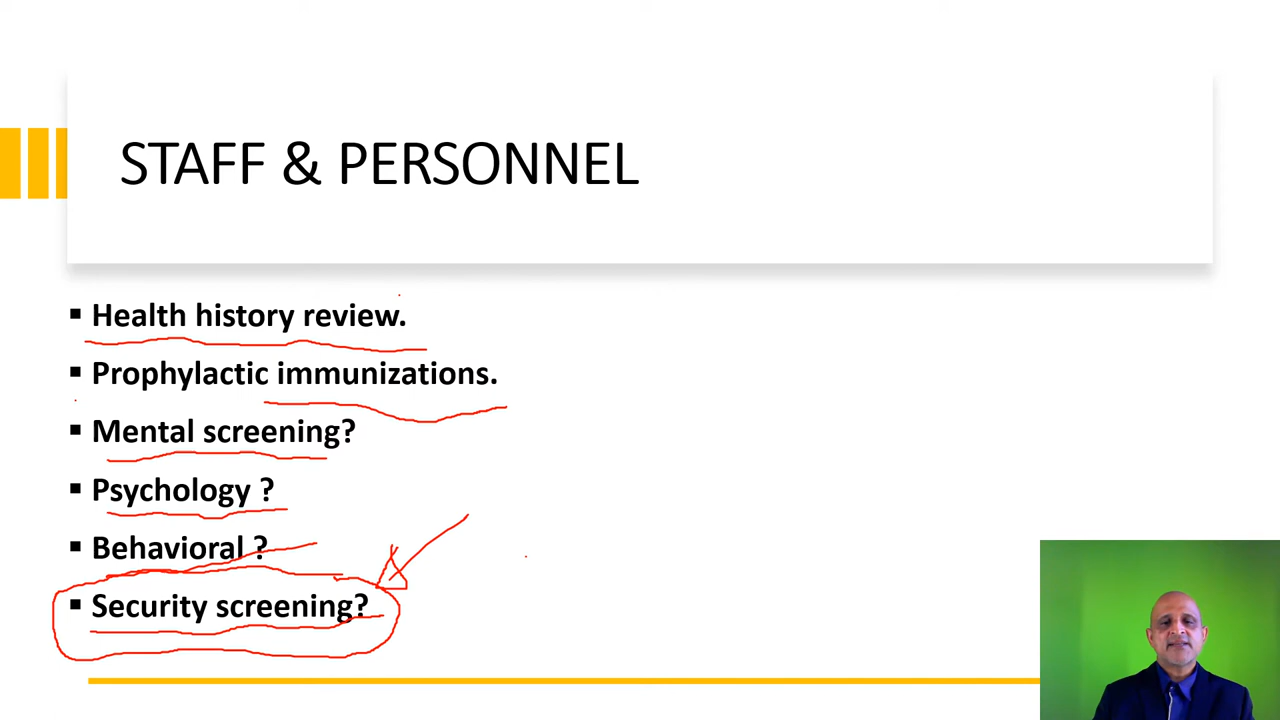 STAFF & PERSONNEL
▪ Health history review.
▪ Prophylactic immunizations.
▪ Mental screening?
▪ Psychology ?
▪ Behavioral ?
▪ Security screening?